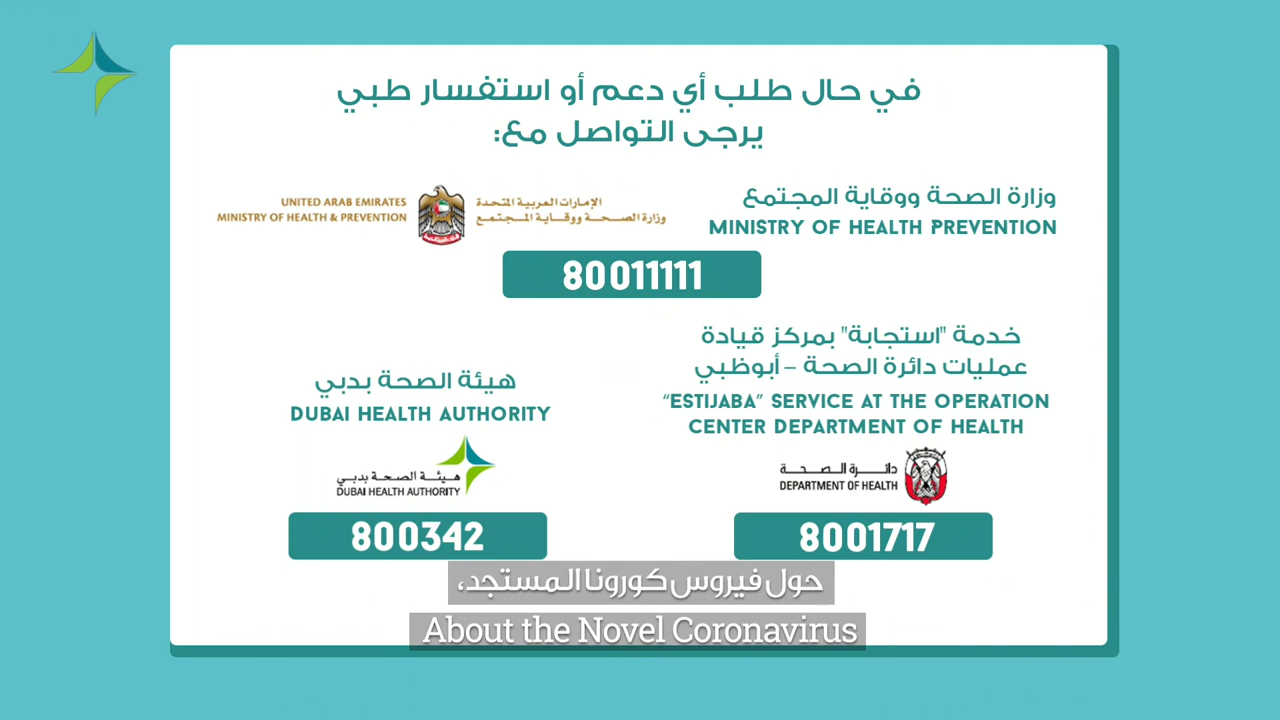 في حال طلب أي دعم أو استفسار طبي
يرجى التواصل مع:
وزارة الصحة ووقاية المجتمع
MINISTRY OF HEALTH PREVENTION
الإمارات العربية المتحدة
وزارة الصحة ووقاية المجتمع
UNITED ARAB EMIRATES
MINISTRY OF HEALTH & PREVENTION
80011111
خدمة "استجابة" بمركز قيادة
عمليات دائرة الصحة – أبوظبي
“ESTIJABA” SERVICE AT THE OPERATION
CENTER DEPARTMENT OF HEALTH
دائرة الصحة
DEPARTMENT OF HEALTH
8001717
هيئة الصحة بدبي
DUBAI HEALTH AUTHORITY
هيئة الصحة بدبي
DUBAI HEALTH AUTHORITY
800342
حول فيروس كورونا المستجد،
About the Novel Coronavirus